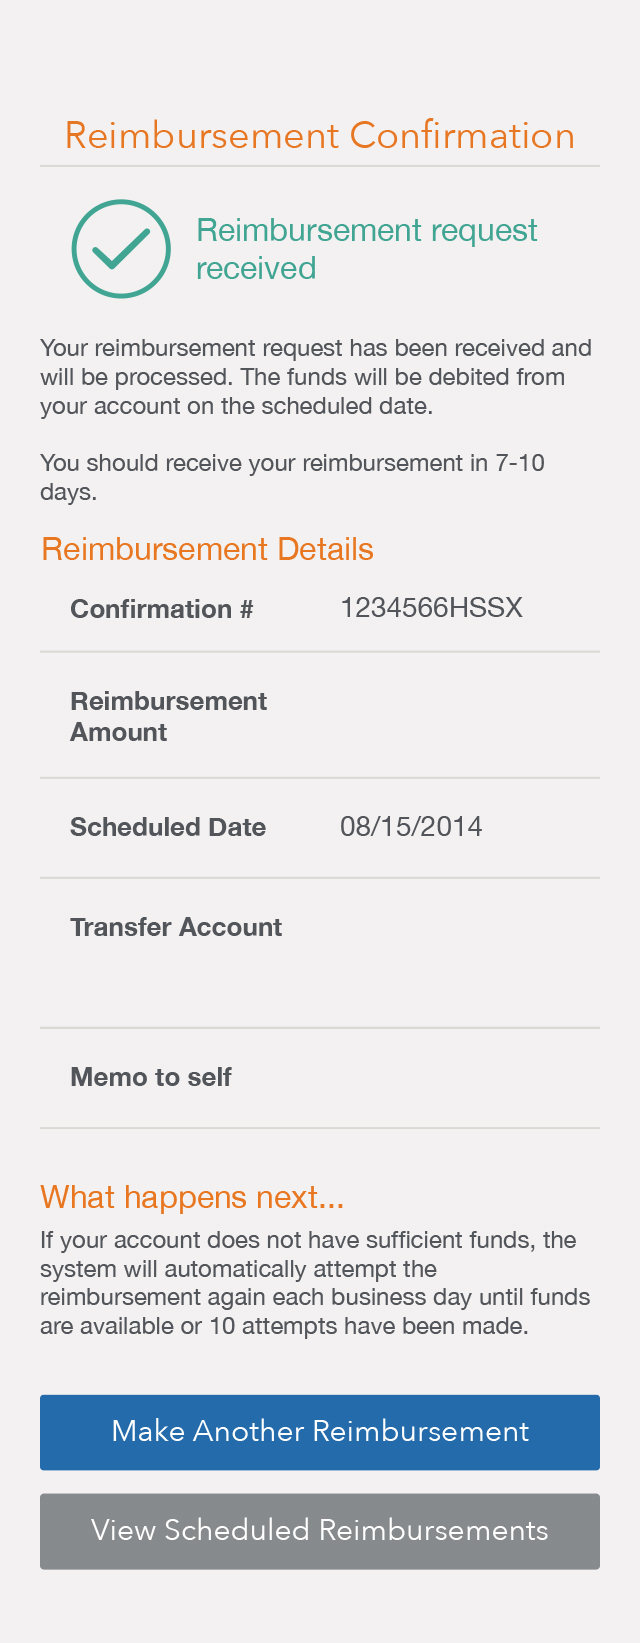 Reimbursement Confirmation
Reimbursement request
received
Your reimbursement request has been received and
will be processed. The funds will be debited from
your account on the scheduled date.
You should receive your reimbursement in 7-10
days.
Reimbursement Details
Confirmation # 1234566HSSX
Reimbursement
Amount
Scheduled Date 08/15/2014
Transfer Account
Memo to self
What happens next...
If your account does not have sufficient funds, the
system will automatically attempt the
reimbursement again each business day until funds
are available or 10 attempts have been made.
Make Another Reimbursement
View Scheduled Reimbursements